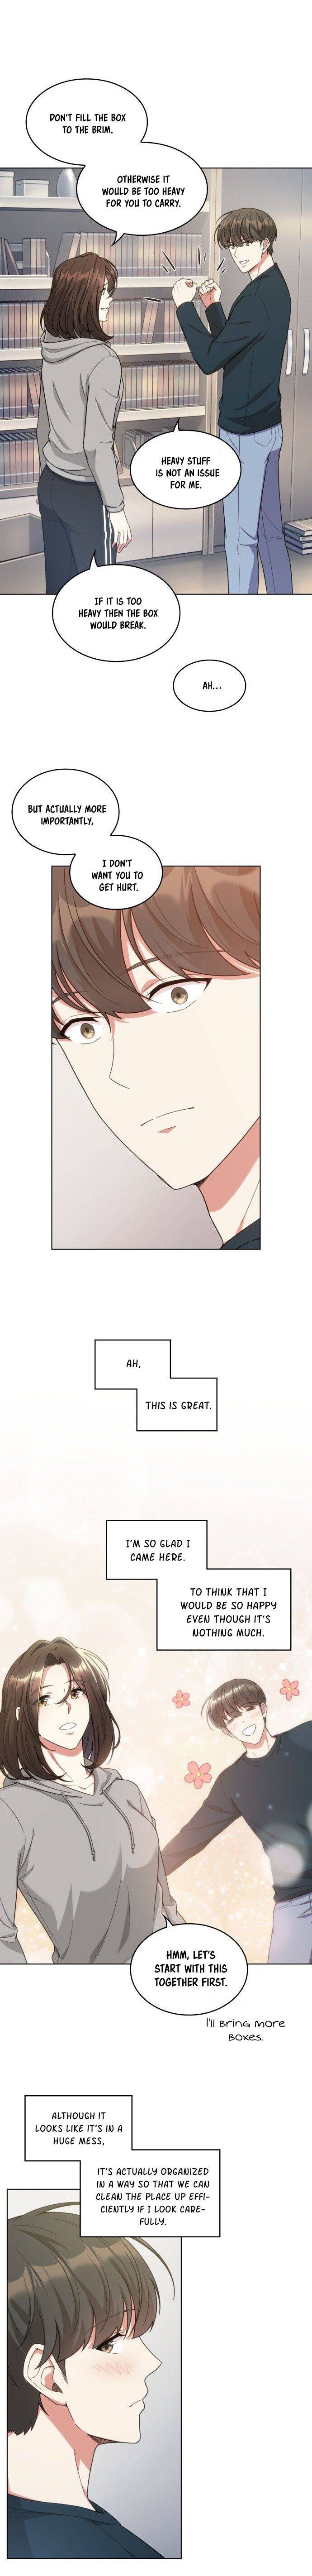 DON'T FILL THE BOX
TO THE BRIM.
OTHERWISE IT
WOULD BE TOO HEAVY
FOR YOU TO CARRY.
HEAVY STUFF
IS NOT AN ISSUE
FOR ME.
IF IT IS TOO
HEAVY THEN THE BOX
WOULD BREAK.
AH...
BUT ACTUALLY MORE
IMPORTANTLY,
I DON'T
WANT YOU TO
GET HURT.
AH,
THIS IS GREAT.
I'M SO GLAD I
CAME HERE.
TO THINK THAT I
WOULD BE SO HAPPY
EVEN THOUGH IT'S
NOTHING MUCH.
HMM, LET'S
START WITH THIS
TOGETHER FIRST.
I'll bring more
boxes.
ALTHOUGH IT
LOOKS LIKE IT'S IN A
HUGE MESS,
IT'S ACTUALLY ORGANIZED
IN A WAY SO THAT WE CAN
CLEAN THE PLACE UP EFFI-
CIENTLY IF I LOOK CARE-
FULLY.